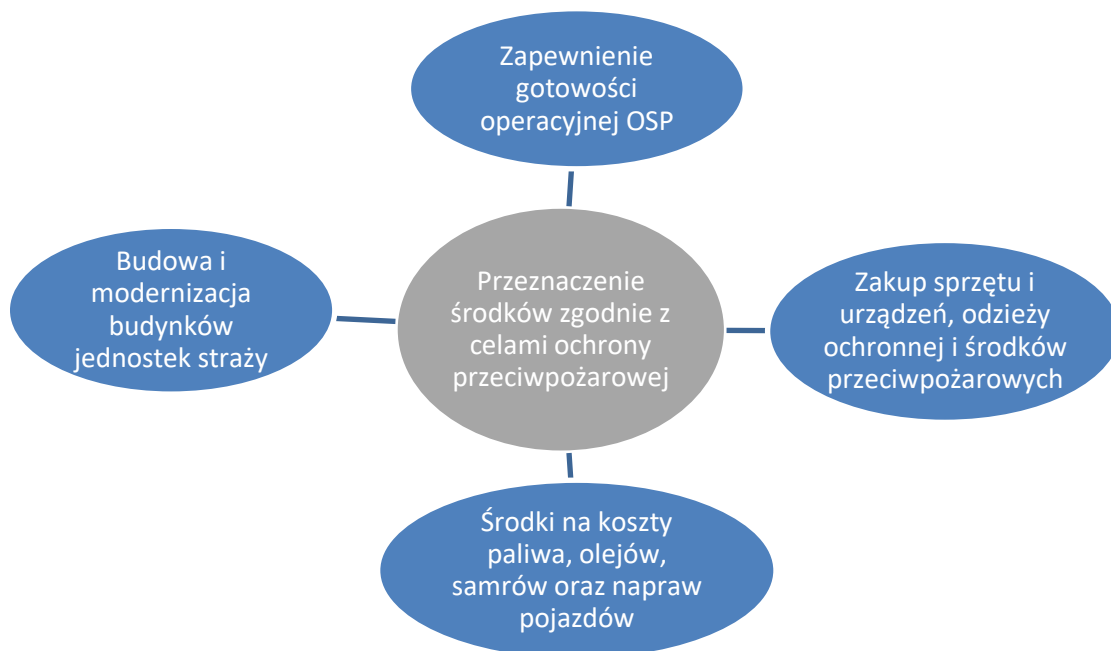 Zapewnienie
gotowości
operacyjnej OSP
Budowa i
modernizacja
budynków
jednostek straży
Przeznaczenie
środków zgodnie z
celami ochrony
przeciwpożarowej
Zakup sprzętu i
urządzeń, odzieży
ochronnej i środków
przeciwpożarowych
Środki na koszty
paliwa, olejów,
samrów oraz napraw
pojazdów